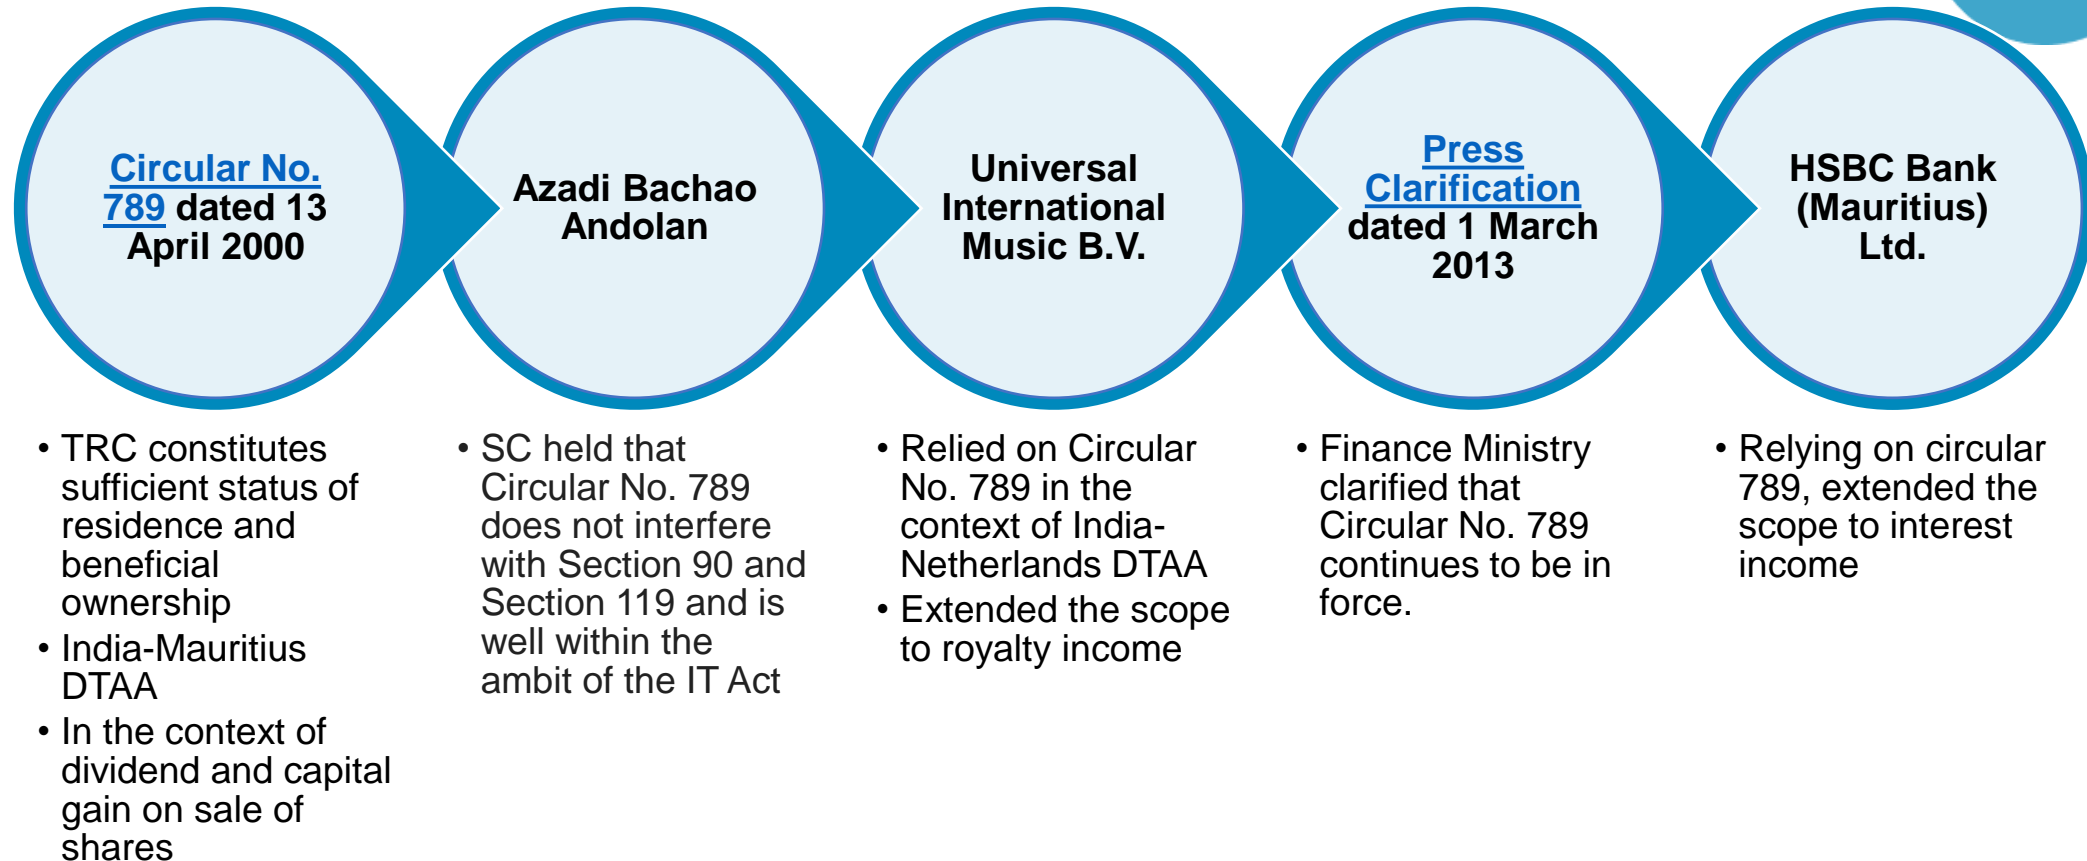 Circular No.
789 dated 13
April 2000
• TRC constitutes
sufficient status of
residence and
beneficial
ownership
• India-Mauritius
DTAA
• In the context of
dividend and capital
gain on sale of
shares
Azadi Bachao
Andolan
• SC held that
Circular No. 789
does not interfere
with Section 90 and
Section 119 and is
well within the
ambit of the IT Act
Universal
International
Music B.V.
• Relied on Circular
No. 789 in the
context of India-
Netherlands DTAA
• Extended the scope
to royalty income
Press
Clarification
dated 1 March
2013
• Finance Ministry
clarified that
Circular No. 789
continues to be in
force.
HSBC Bank
(Mauritius)
Ltd.
• Relying on circular
789, extended the
scope to interest
income